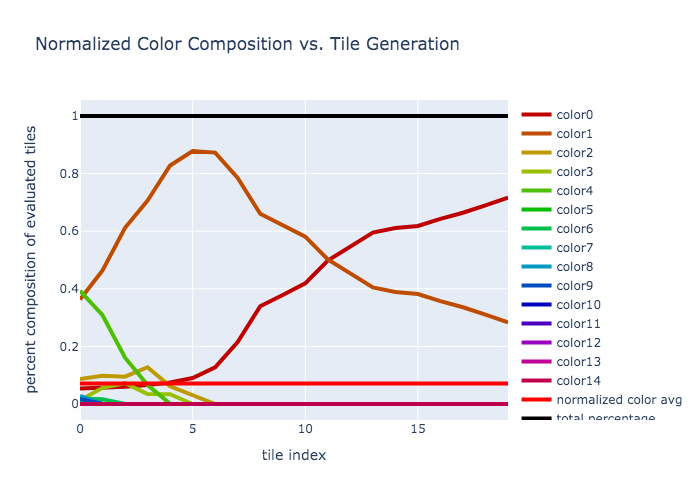 Normalized Color Composition vs. Tile Generation
percent composition of evaluated tiles
1
0.8
0.6
0.4
0.2
0
0
5
10
15
tile index
color0
color1
color2
color3
color4
color5
color6
color7
color8
color9
color10
color11
color12
color13
color14
normalized color avg
total percentage